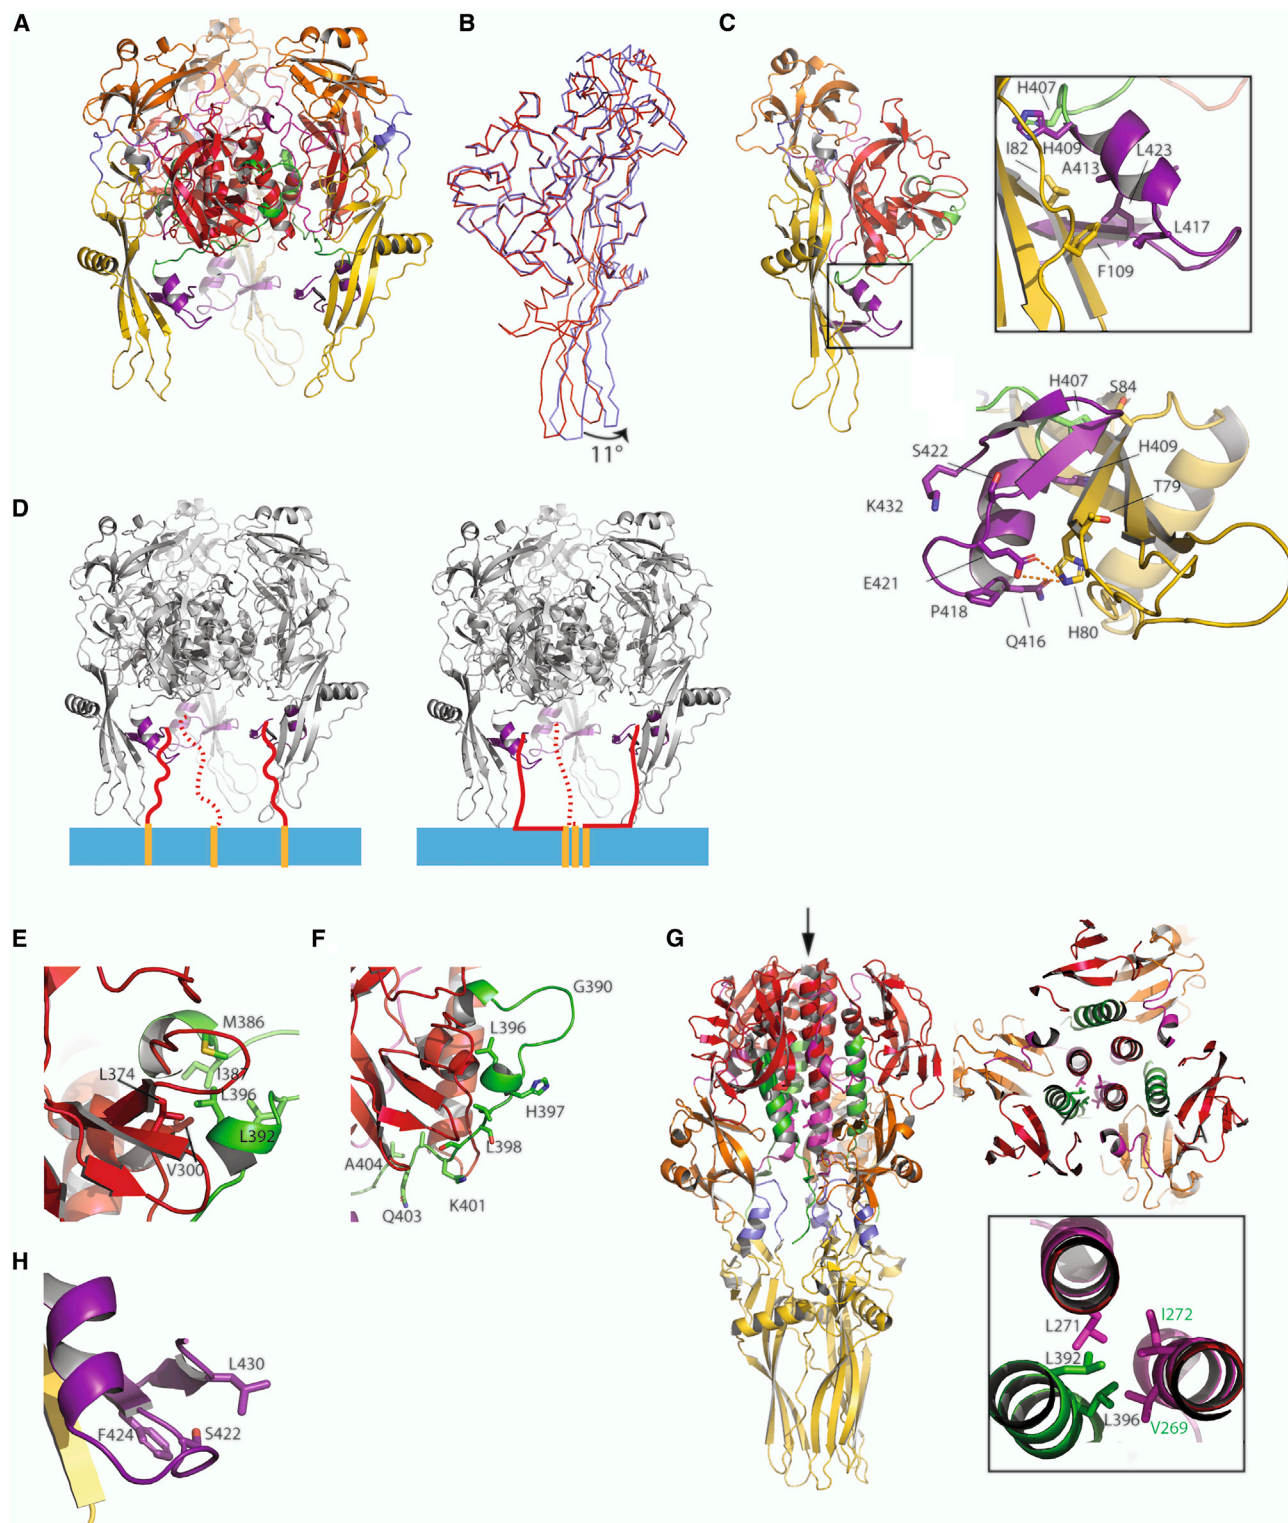 A
B
C
11°
H407
I82
H409
L423
A413
L417
F109
H407
S84
S422
H409
K432
T79
E421
P418
Q416
H80
D
E
M386
L374
I387
L396
L392
V300
F
G390
L396
H397
L398
A404
K401
Q403
G
L271
I272
L392
L396
V269
H
L430
F424
S422